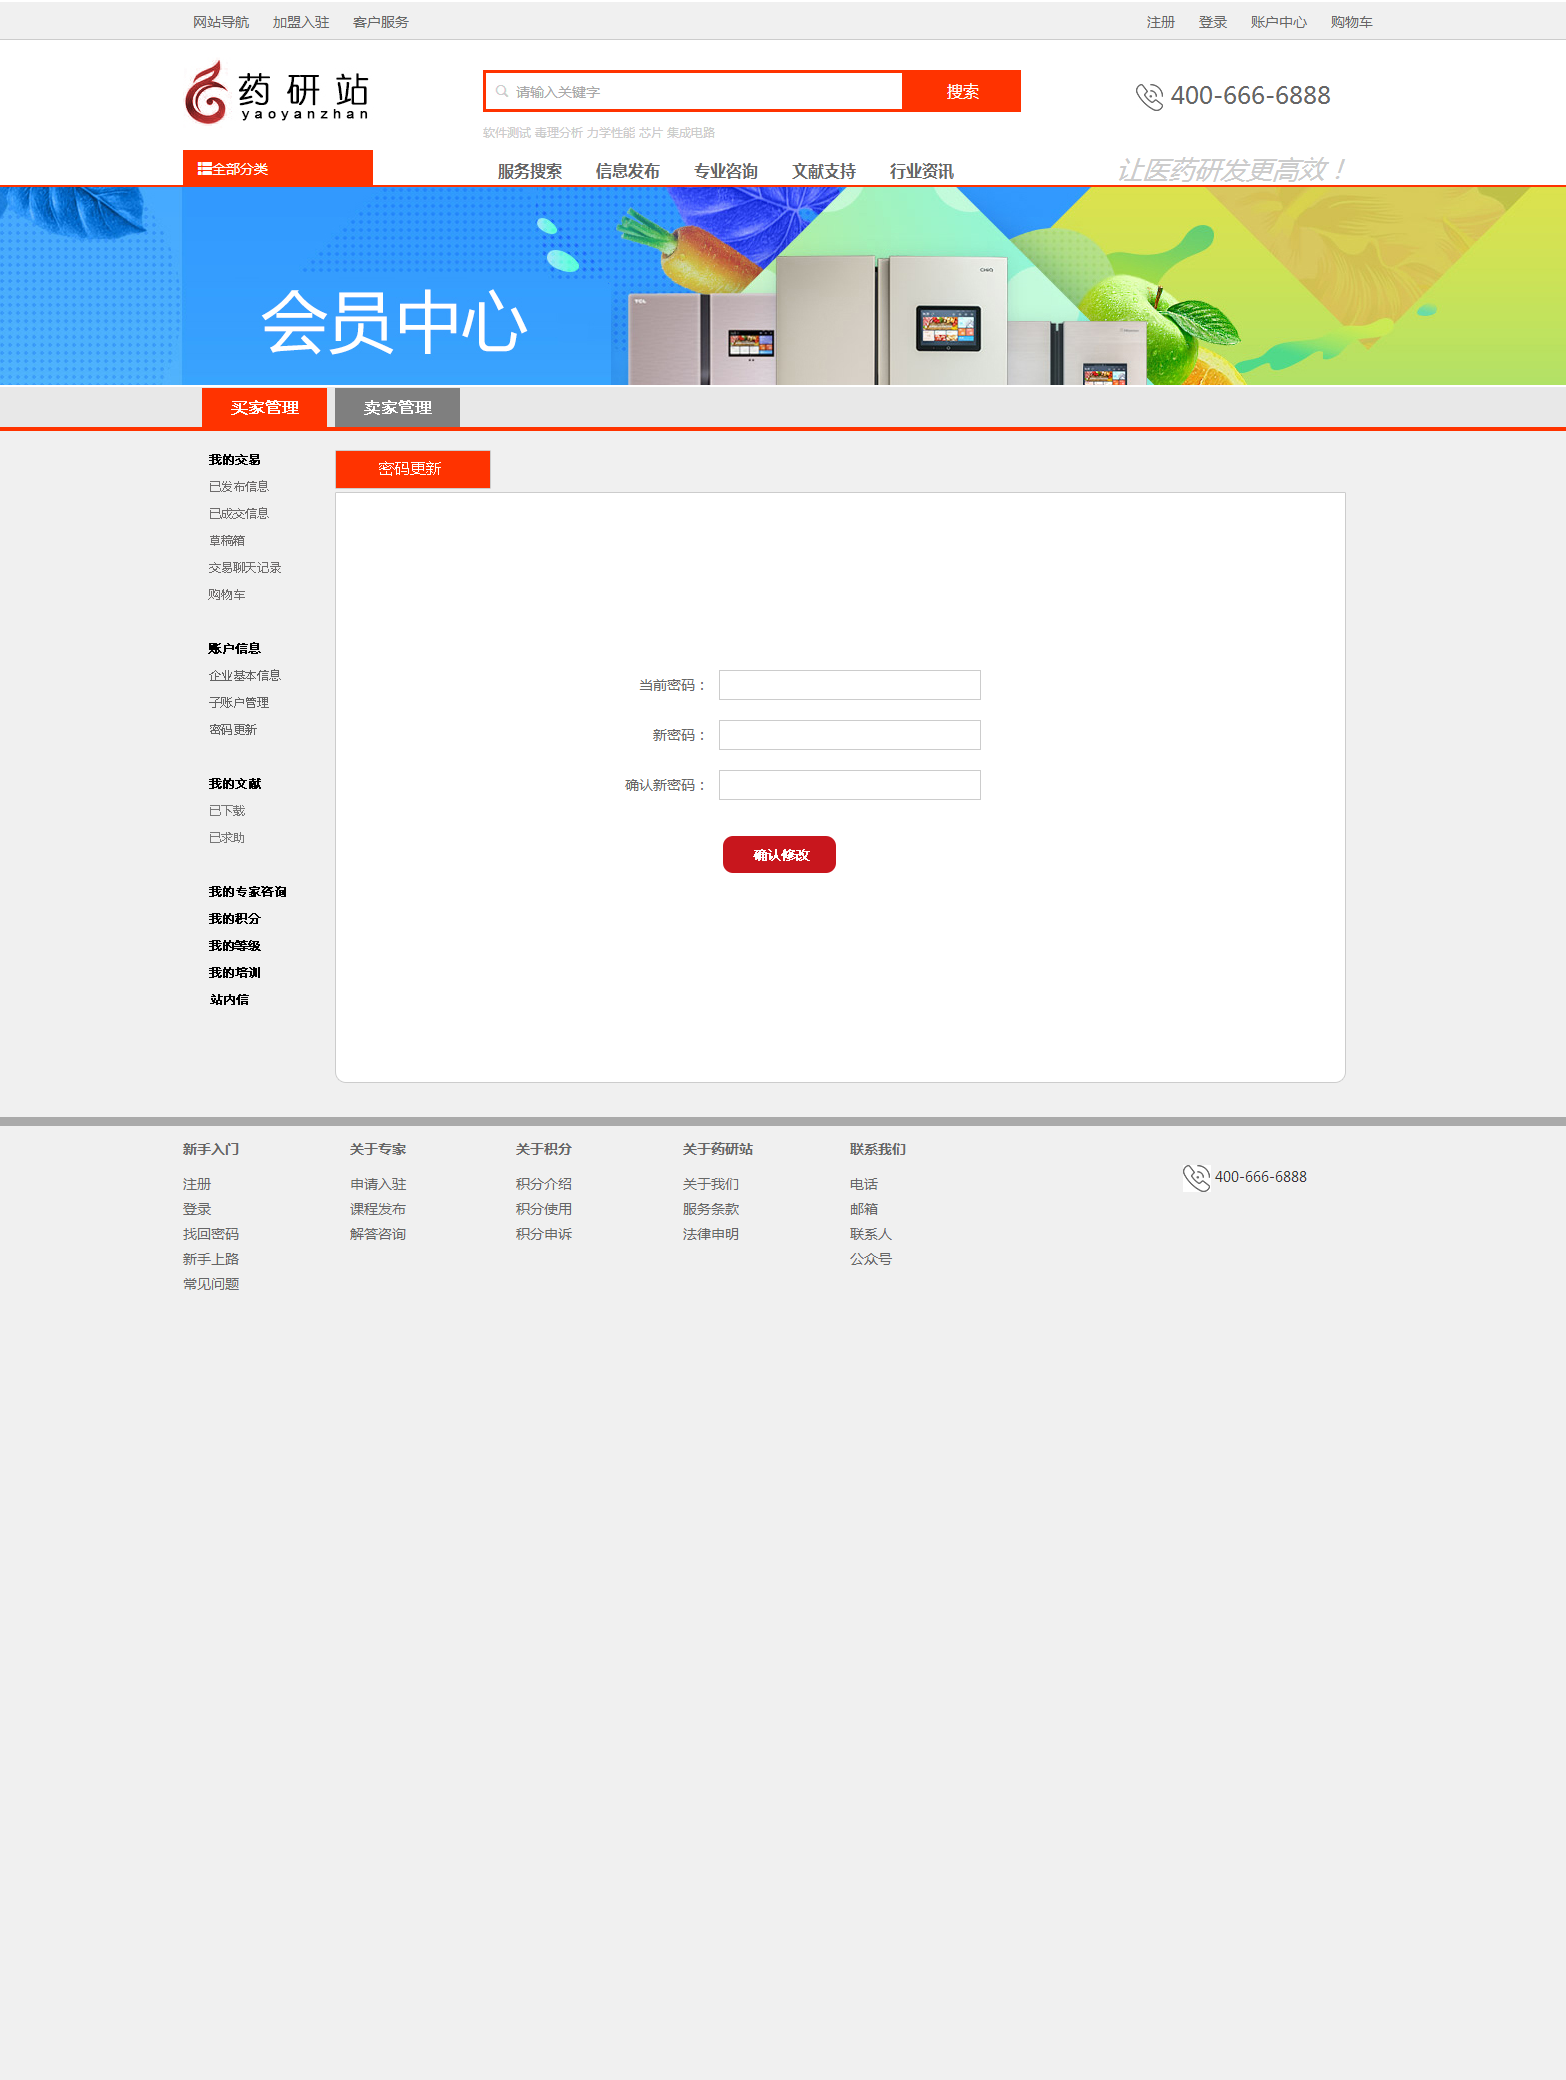 网站导航 加盟入驻 客户服务 注册 登录 账户中心 购物车
药研站
yaoyanzhan
请输入关键字 搜索
400-666-6888
软件测试 毒理分析 力学性能 芯片 集成电路
全部分类 服务搜索 信息发布 专业咨询 文献支持 行业资讯 让医药研发更高效！
会员中心
TCL
CHiQ
买家管理 卖家管理
我的交易
已发布信息
已成交信息
草稿箱
交易聊天记录
购物车
账户信息
企业基本信息
子账户管理
密码更新
我的文献
已下载
已求助
我的专家咨询
我的积分
我的等级
我的培训
站内信
密码更新
当前密码：
新密码：
确认新密码：
确认修改
新手入门
注册
登录
找回密码
新手上路
常见问题
关于专家
申请入驻
课程发布
解答咨询
关于积分
积分介绍
积分使用
积分申诉
关于药研站
关于我们
服务条款
法律申明
联系我们
电话
邮箱
联系人
公众号
400-666-6888